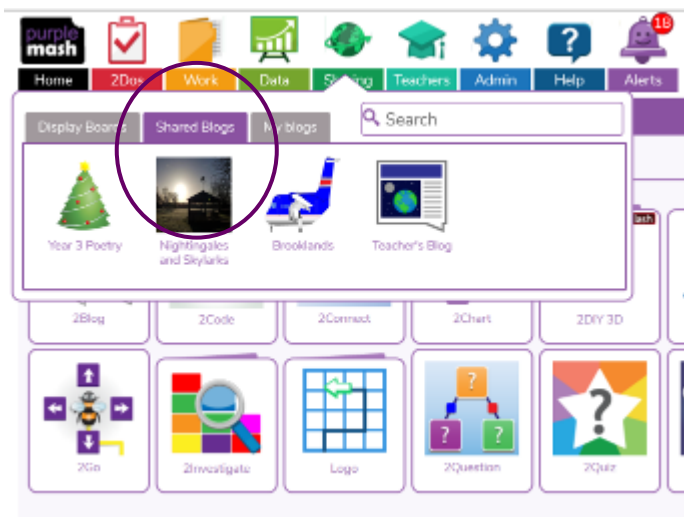 purple
mash
18
Home 2Dos Work Data Sharing Teachers Admin Help Alerts
Display Boards Shared Blogs My blogs Search
Year 3 Poetry Nightingales Brooklands Teacher's Blog
and Skylarks
2Blog 2Code 2Connect 2Chart 2DIY 3D
2Go 2Investigate Logo 2Question 2Quiz